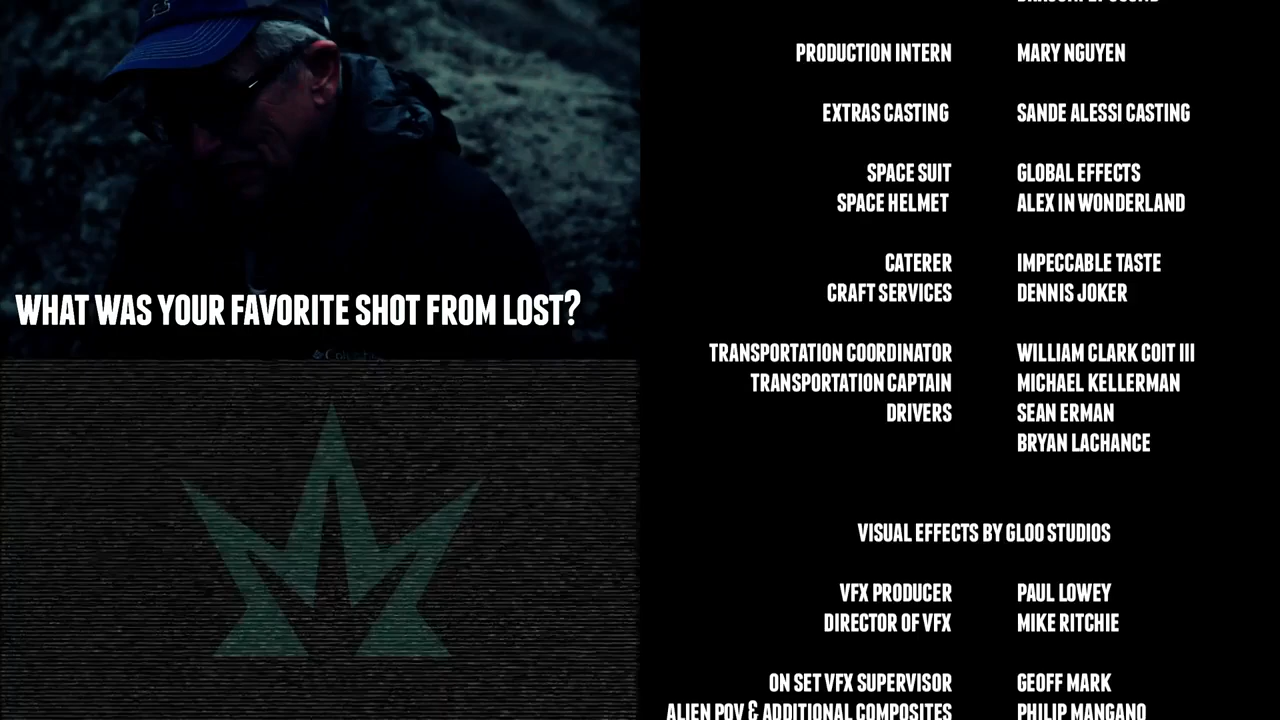 WHAT WAS YOUR FAVORITE SHOT FROM LOST?
PRODUCTION INTERN MARY NGUYEN
EXTRAS CASTING SANDE ALESSI CASTING
SPACE SUIT GLOBAL EFFECTS
SPACE HELMET ALEX IN WONDERLAND
CATERER IMPECCABLE TASTE
CRAFT SERVICES DENNIS JOKER
TRANSPORTATION COORDINATOR WILLIAM CLARK COIT III
TRANSPORTATION CAPTAIN MICHAEL KELLERMAN
DRIVERS SEAN ERMAN
BRYAN LACHANCE
VISUAL EFFECTS BY GLOO STUDIOS
VFX PRODUCER PAUL LOWEY
DIRECTOR OF VFX MIKE RITCHIE
ON SET VFX SUPERVISOR GEOFF MARK
ALIEN POV & ADDITIONAL COMPOSITES PHILIP MANGANO